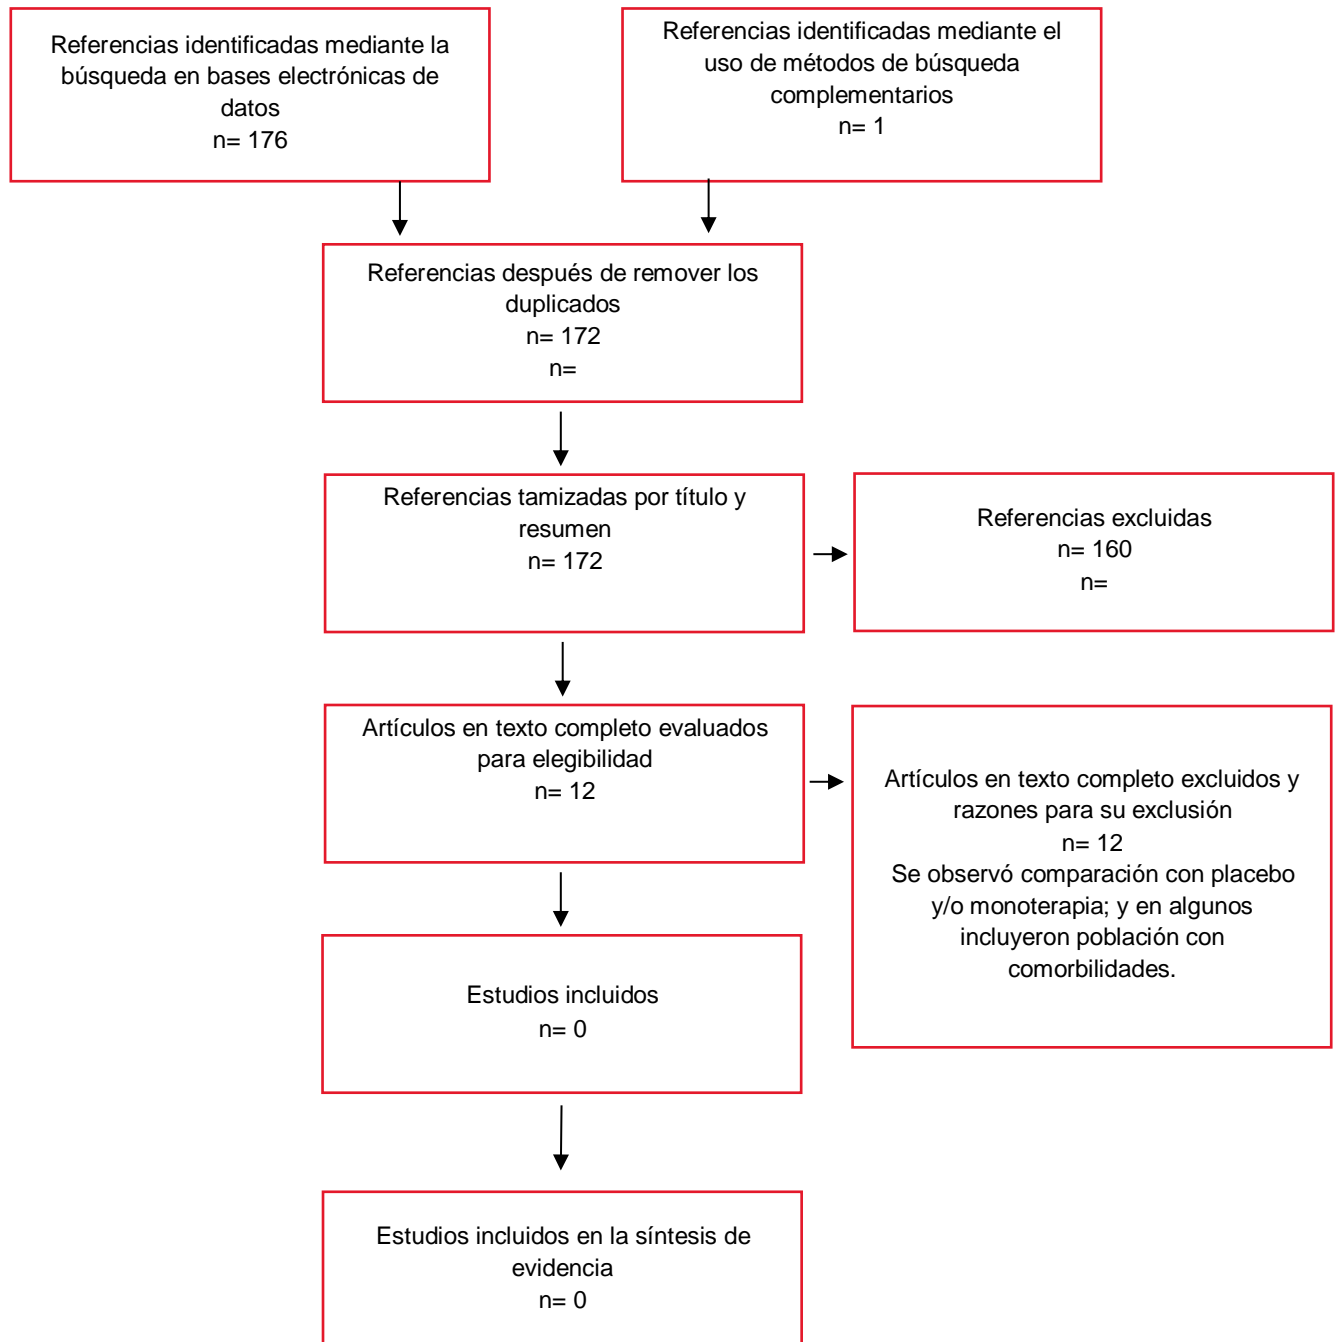 Referencias identificadas mediante la
búsqueda en bases electrónicas de
datos
n= 176
Referencias identificadas mediante el
uso de métodos de búsqueda
complementarios
n= 1
Referencias después de remover los
duplicados
n= 172
n=
Referencias tamizadas por título y
resumen
n= 172
Referencias excluidas
n= 160
n=
Artículos en texto completo evaluados
para elegibilidad
n= 12
Artículos en texto completo excluidos y
razones para su exclusión
n= 12
Se observó comparación con placebo
y/o monoterapia; y en algunos
incluyeron población con
comorbilidades.
Estudios incluidos
n= 0
Estudios incluidos en la síntesis de
evidencia
n= 0